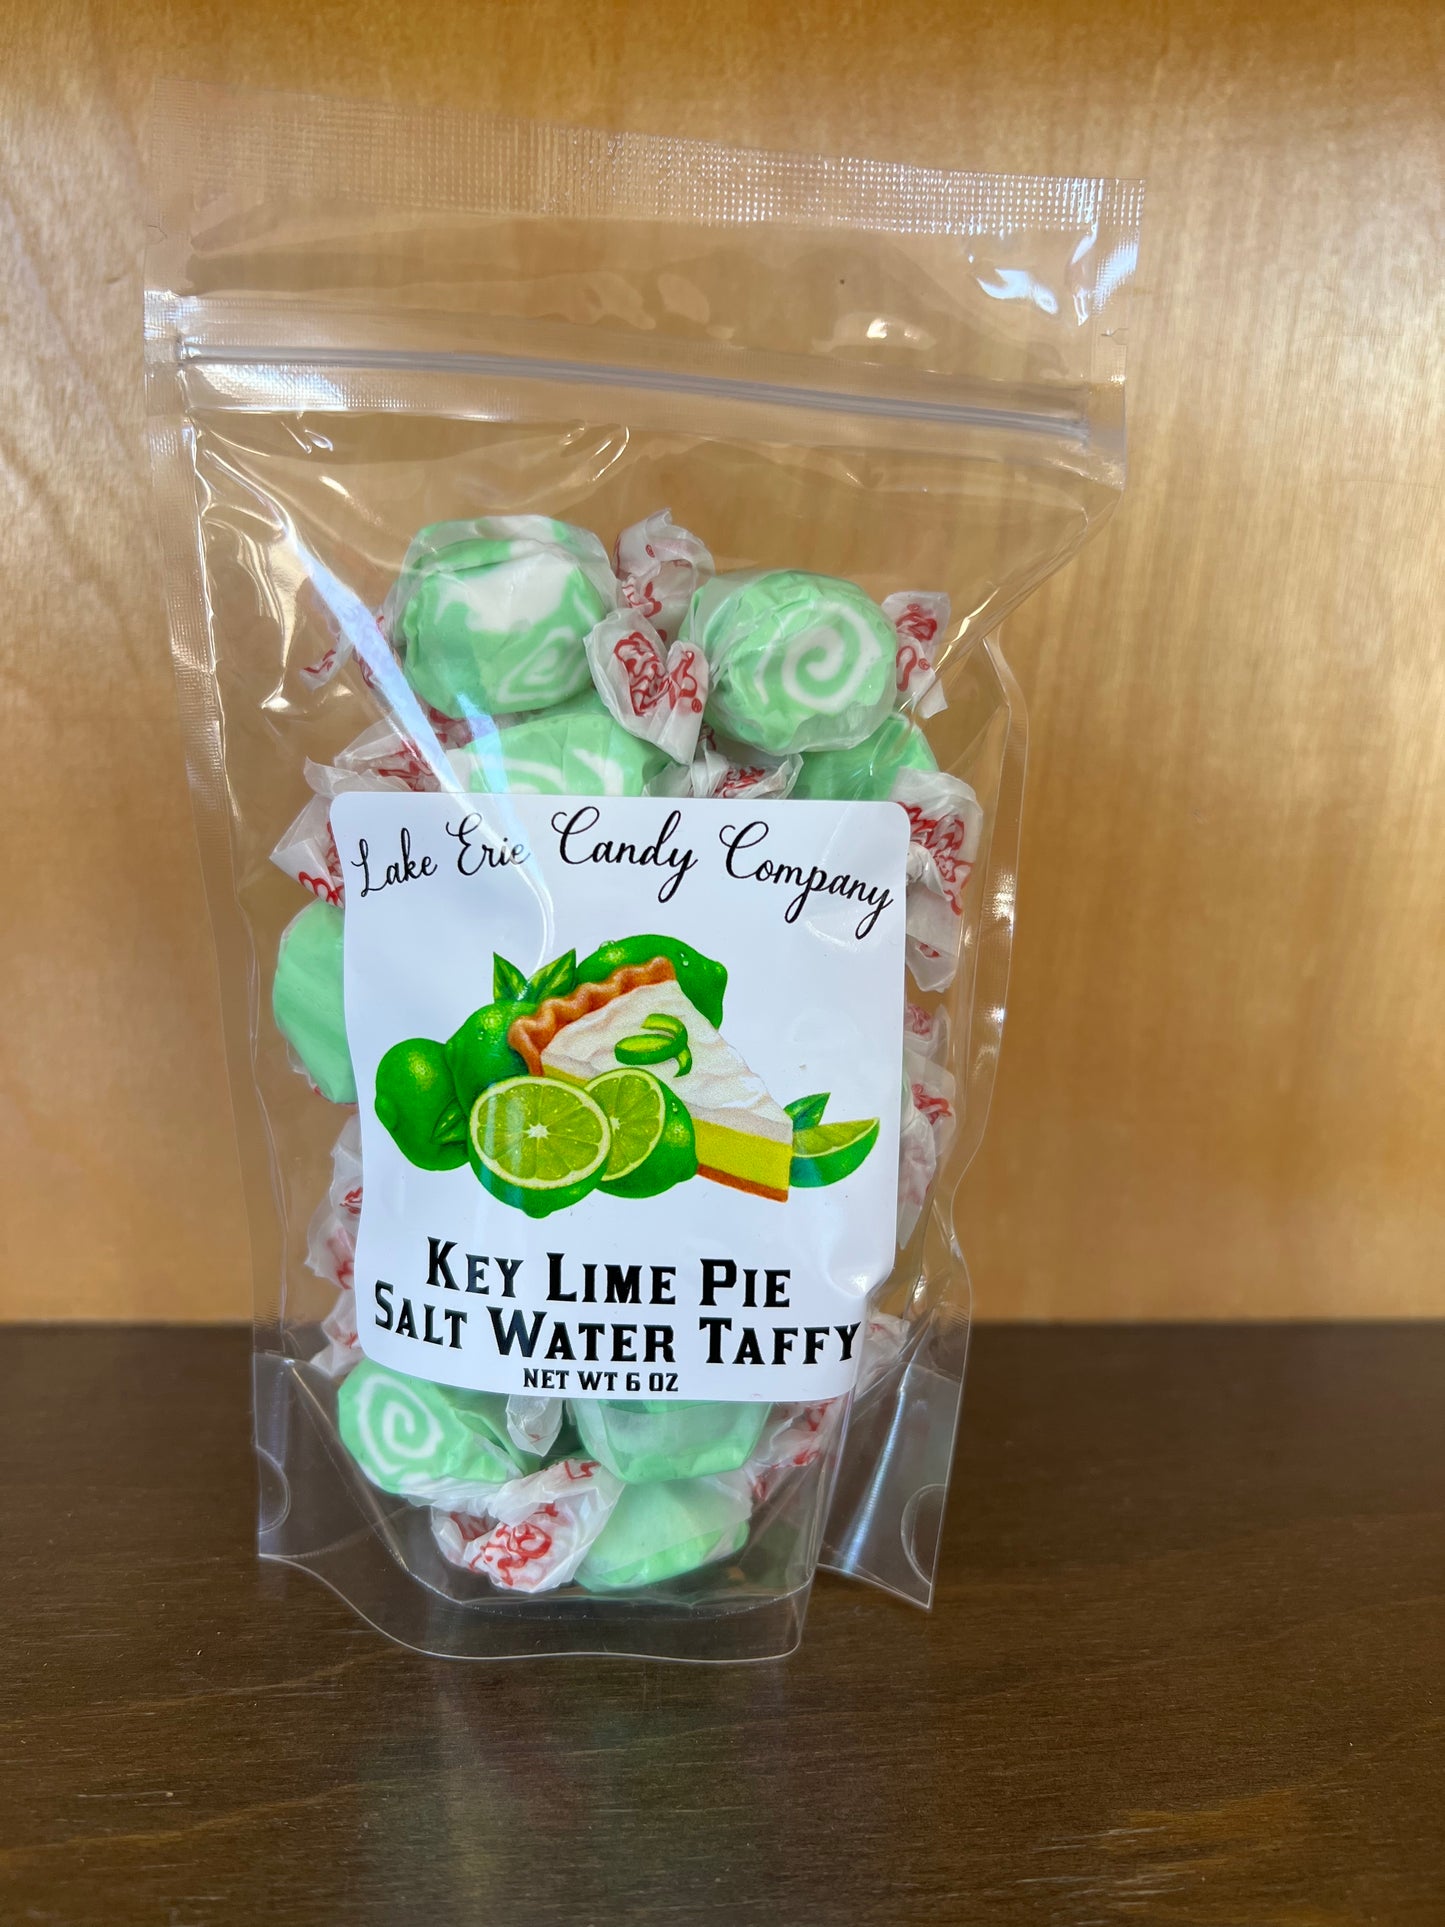 Lake Erie Candy Company
Key Lime Pie
Salt Water Taffy
NET WT 6 OZ